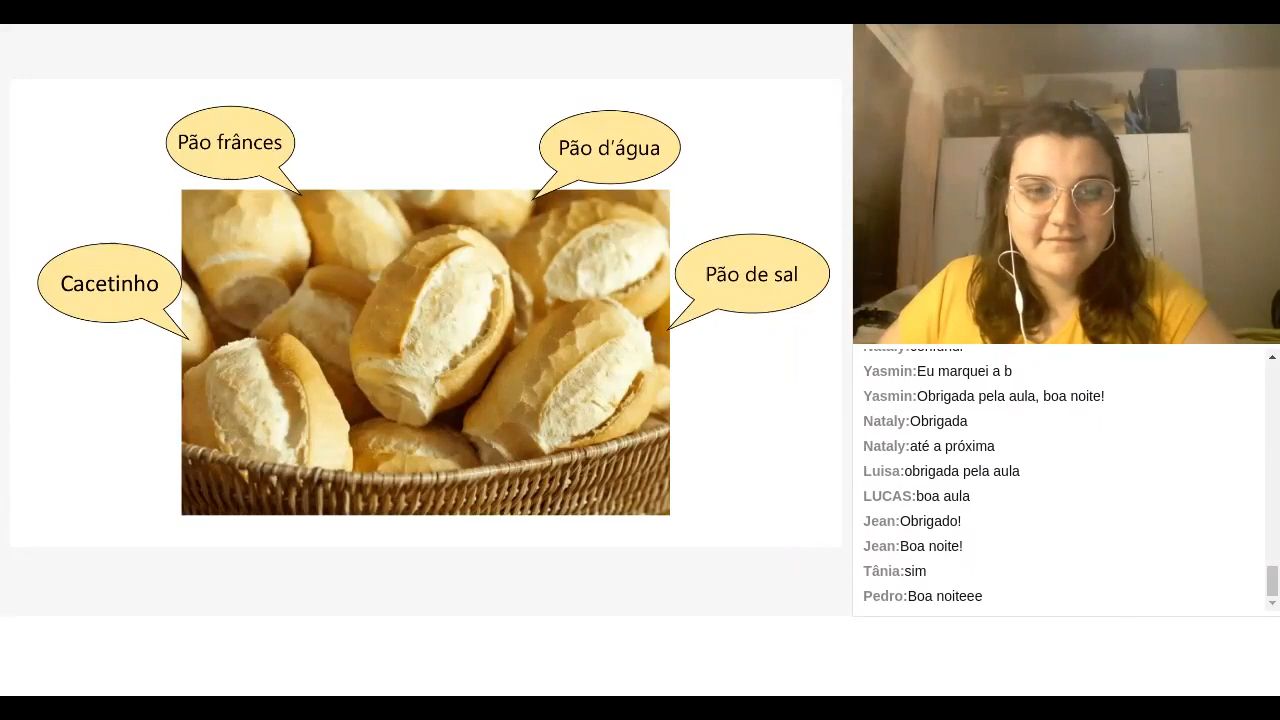 Pão frânces
Pão d'água
Cacetinho
Pão de sal
Yasmin:Eu marquei a b
Yasmin:Obrigada pela aula, boa noite!
Nataly:Obrigada
Nataly:até a próxima
Luisa:obrigada pela aula
LUCAS:boa aula
Jean:Obrigado!
Jean:Boa noite!
Tânia:sim
Pedro:Boa noiteee